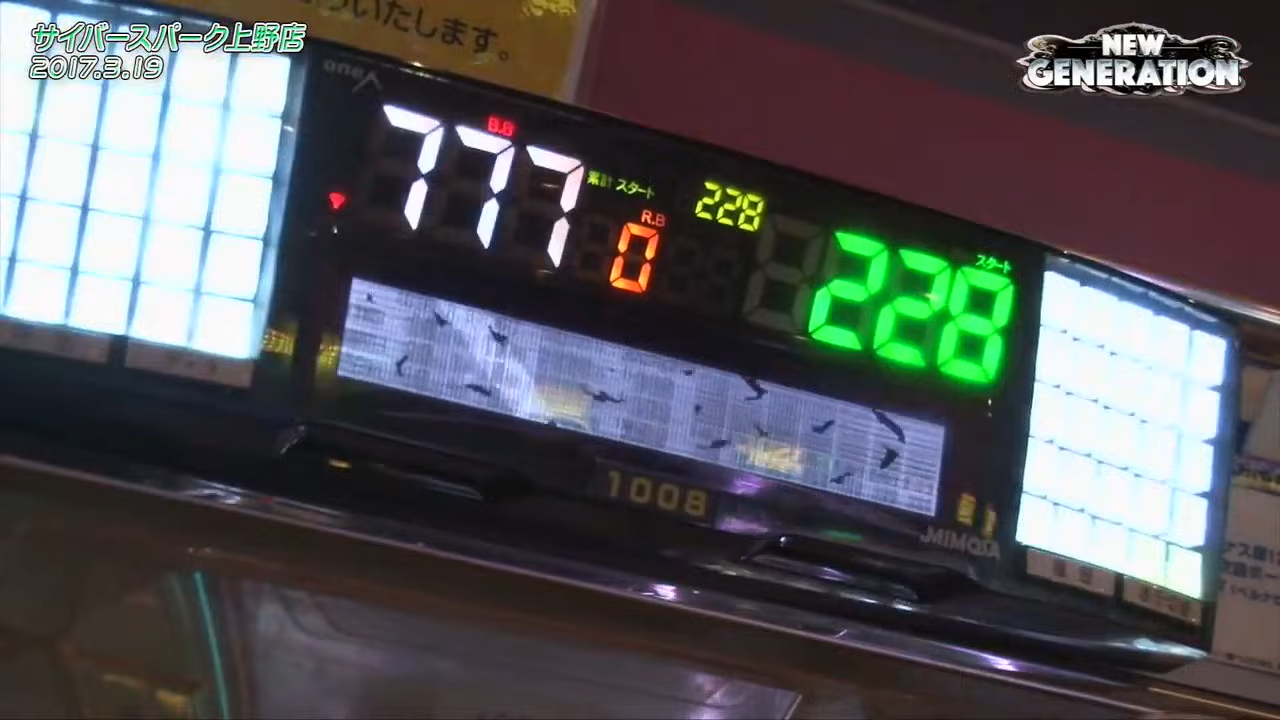 サイバースパーク上野店
2017.3.19
NEW
GENERATION
いたします。
one
B.B
777
累計 スタート
228
R.B
0
スタート
228
1008
MIMOSA